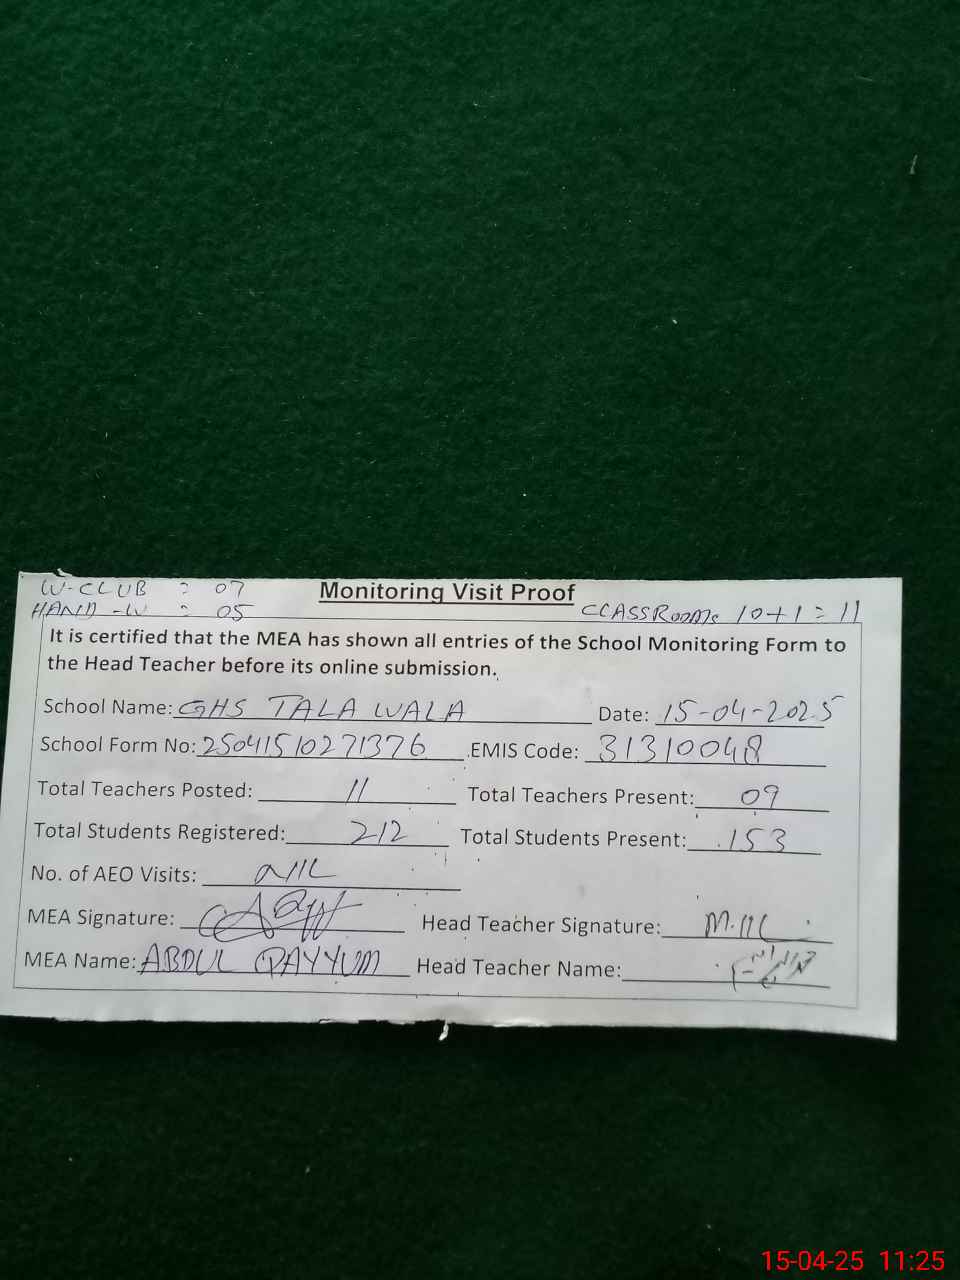 W-CLUB : 07
Monitoring Visit Proof
HAND-W : 05
CLASSROOMs 10+1=11
It is certified that the MEA has shown all entries of the School Monitoring Form to
the Head Teacher before its online submission.
School Name: GHS TALA WALA Date: 15-04-2025
School Form No: 25041510271376 EMIS Code: 31310048
Total Teachers Posted: 11 Total Teachers Present: 09
Total Students Registered: 212 Total Students Present: 153
No. of AEO Visits: NIL
MEA Signature: Head Teacher Signature:
MEA Name: ABDUL QAYYUM Head Teacher Name:
15-04-25 11:25